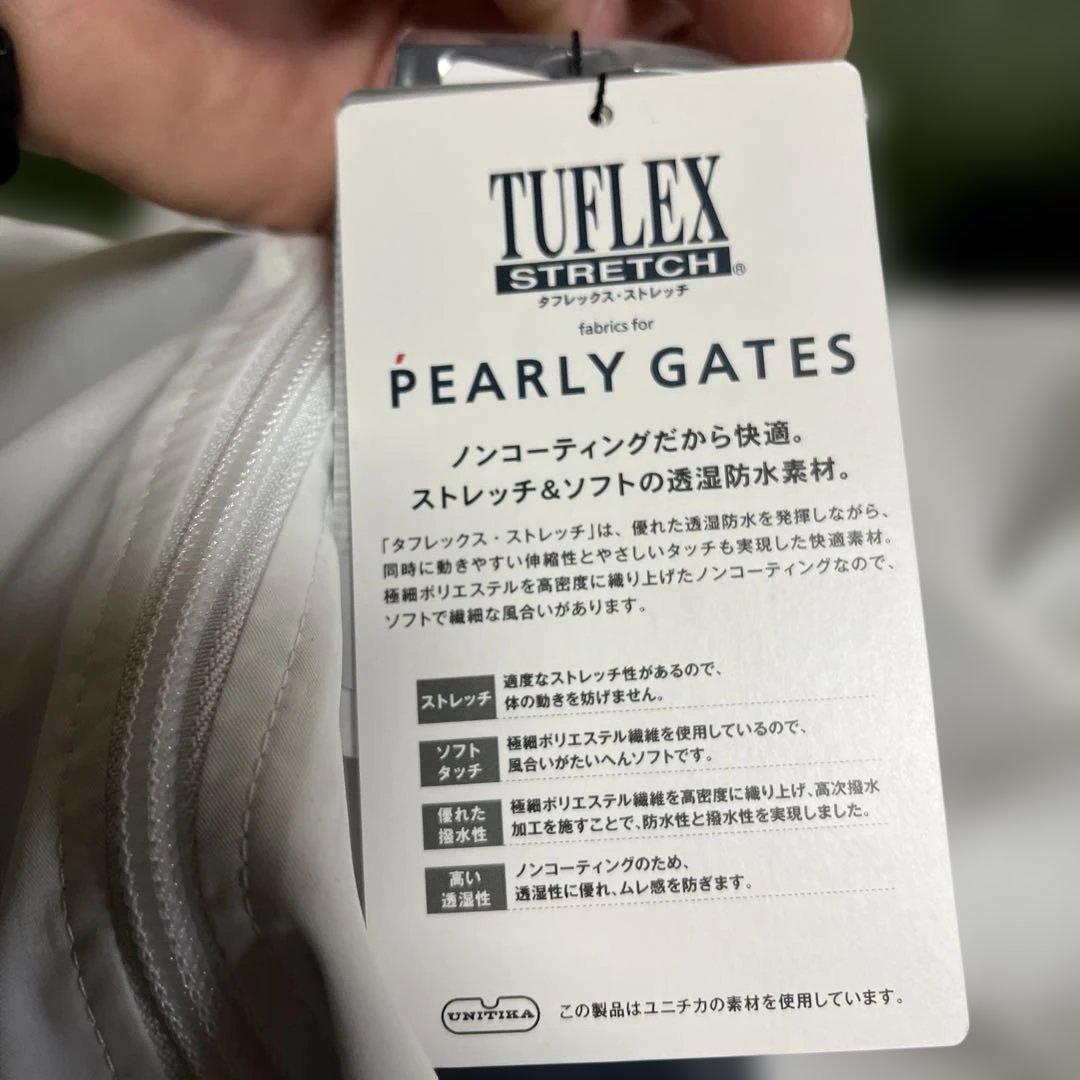 TUFLEX
STRETCH®
タフレックス・ストレッチ
fabrics for
PEARLY GATES
ノンコーティングだから快適。
ストレッチ&ソフトの透湿防水素材。
「タフレックス・ストレッチ」は、優れた透湿防水を発揮しながら、
同時に動きやすい伸縮性とやさしいタッチも実現した快適素材。
極細ポリエステルを高密度に織り上げたノンコーティングなので、
ソフトで繊細な風合いがあります。
ストレッチ
適度なストレッチ性があるので、
体の動きを妨げません。
ソフト
タッチ
極細ポリエステル繊維を使用しているので、
風合いがたいへんソフトです。
優れた
撥水性
極細ポリエステル繊維を高密度に織り上げ、高次撥水
加工を施すことで、防水性と撥水性を実現しました。
高い
透湿性
ノンコーティングのため、
透湿性に優れ、ムレ感を防ぎます。
UNITIKA
この製品はユニチカの素材を使用しています。